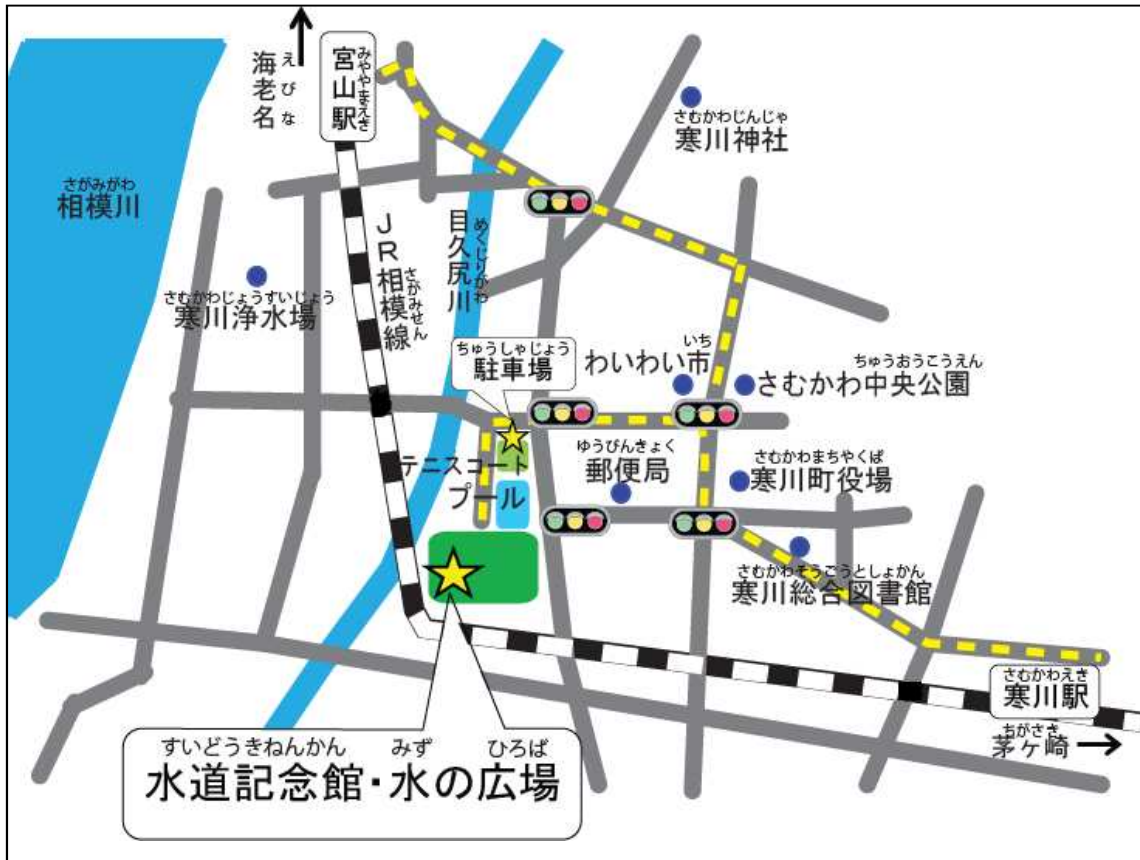 えびな
海老名
みややまえき
宮山駅
さむかわじんじゃ
寒川神社
さがみがわ
相模川
めくじりがわ
目久尻川
さがみせん
JR相模線
さむかわじょうすいじょう
寒川浄水場
ちゅうしゃじょう
駐車場
いち
わいわい市
ちゅうおうこうえん
さむかわ中央公園
テニスコート
プール
ゆうびんきょく
郵便局
さむかわまちやくば
寒川町役場
さむかわそうごうとしょかん
寒川総合図書館
さむかわえき
寒川駅
ちがさき
茅ヶ崎
すいどうきねんかん みず ひろば
水道記念館・水の広場